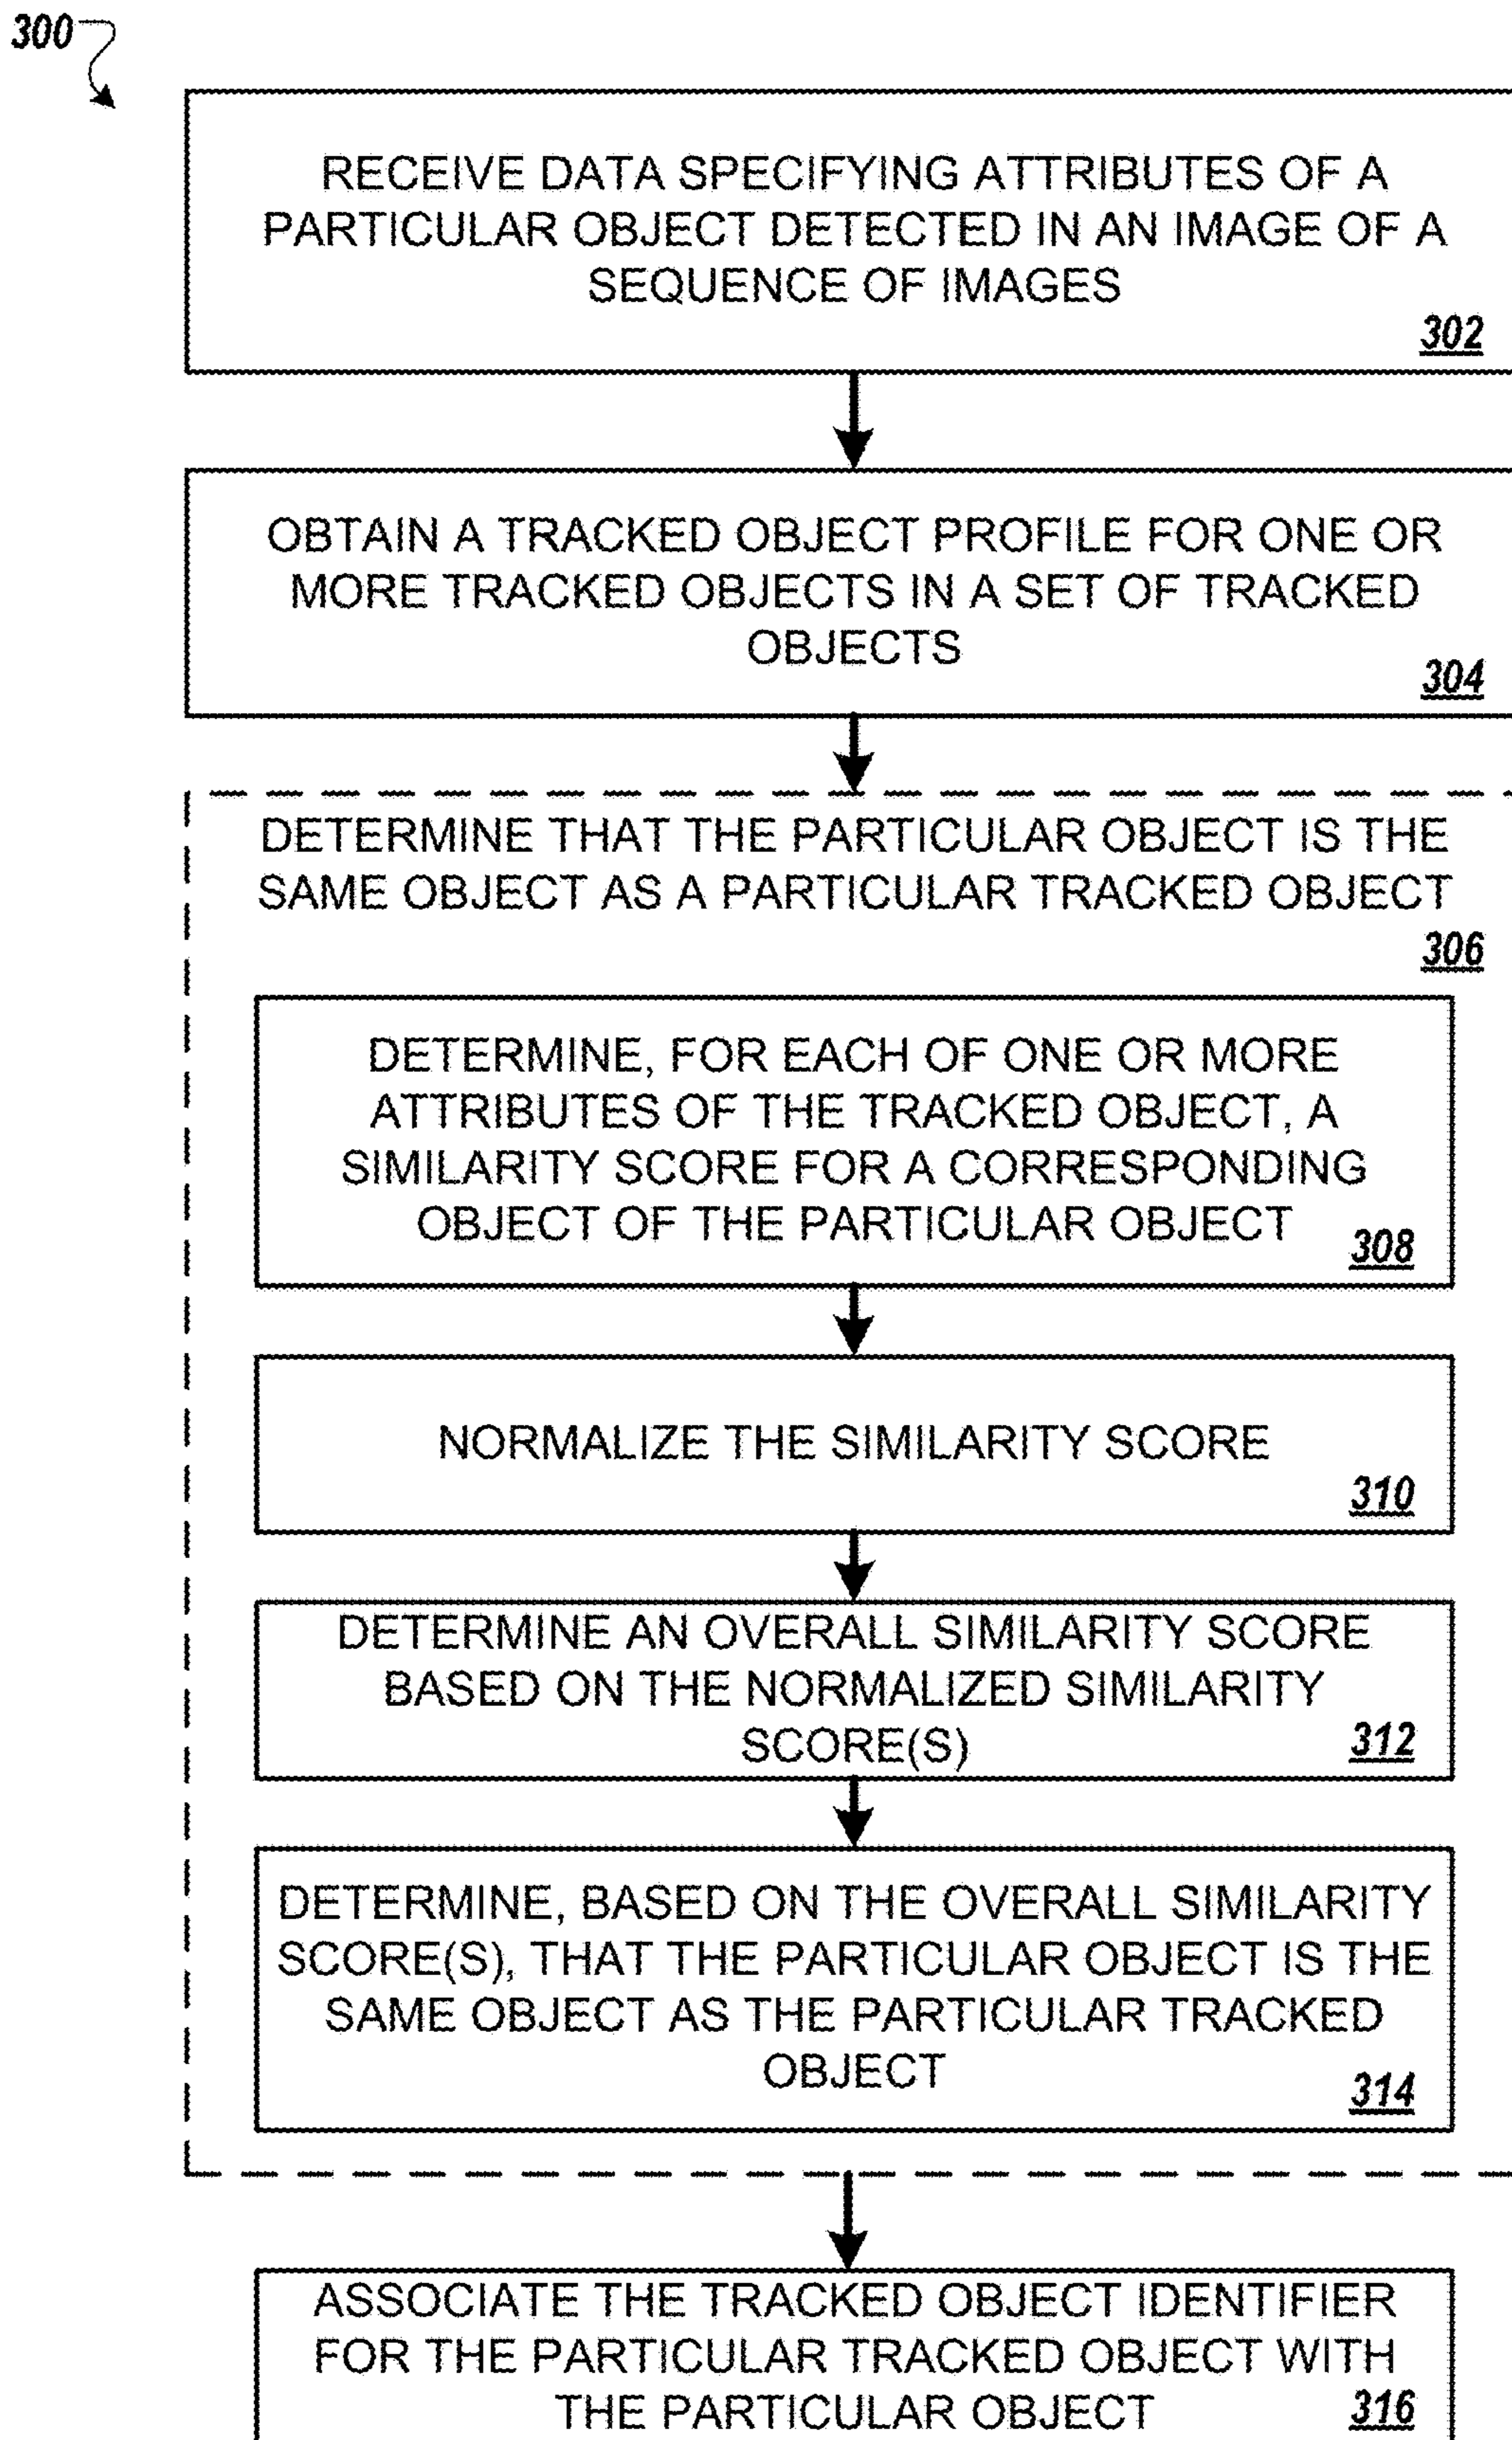 300
RECEIVE DATA SPECIFYING ATTRIBUTES OF A
PARTICULAR OBJECT DETECTED IN AN IMAGE OF A
SEQUENCE OF IMAGES
302
OBTAIN A TRACKED OBJECT PROFILE FOR ONE OR
MORE TRACKED OBJECTS IN A SET OF TRACKED
OBJECTS
304
DETERMINE THAT THE PARTICULAR OBJECT IS THE
SAME OBJECT AS A PARTICULAR TRACKED OBJECT
306
DETERMINE, FOR EACH OF ONE OR MORE
ATTRIBUTES OF THE TRACKED OBJECT, A
SIMILARITY SCORE FOR A CORRESPONDING
OBJECT OF THE PARTICULAR OBJECT
308
NORMALIZE THE SIMILARITY SCORE
310
DETERMINE AN OVERALL SIMILARITY SCORE
BASED ON THE NORMALIZED SIMILARITY
SCORE(S)
312
DETERMINE, BASED ON THE OVERALL SIMILARITY
SCORE(S), THAT THE PARTICULAR OBJECT IS THE
SAME OBJECT AS THE PARTICULAR TRACKED
OBJECT
314
ASSOCIATE THE TRACKED OBJECT IDENTIFIER
FOR THE PARTICULAR TRACKED OBJECT WITH
THE PARTICULAR OBJECT
316